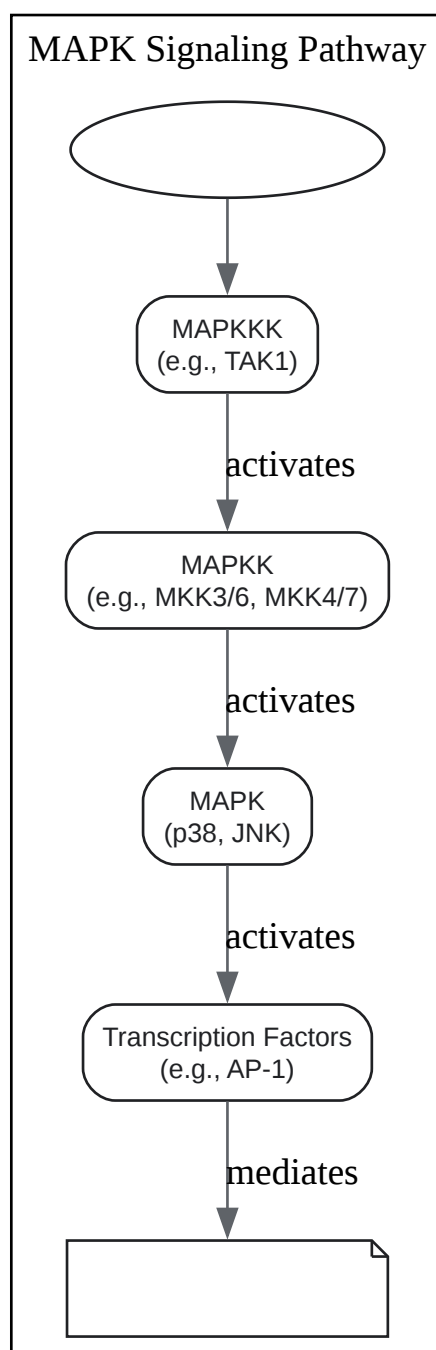 MAPK Signaling Pathway
MAPKKK
(e.g., TAK1)
activates
MAPKK
(e.g., MKK3/6, MKK4/7)
activates
MAPK
(p38, JNK)
activates
Transcription Factors
(e.g., AP-1)
mediates